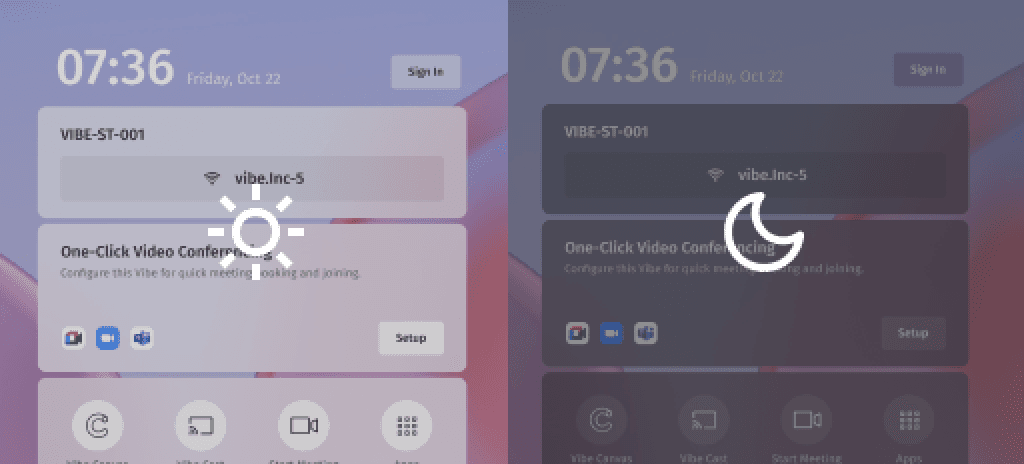 07:36 Friday, Oct 22
Sign In
VIBE-ST-001
vibe.Inc-5
One-Click Video Conferencing
Configure this Vibe for quick meeting booking and joining.
Setup
Vibe Canvas
Vibe Cast
Start Meeting
Apps
07:36 Friday, Oct 22
Sign In
VIBE-ST-001
vibe.Inc-5
One-Click Video Conferencing
Configure this Vibe for quick meeting booking and joining.
Setup
Vibe Canvas
Vibe Cast
Start Meeting
Apps